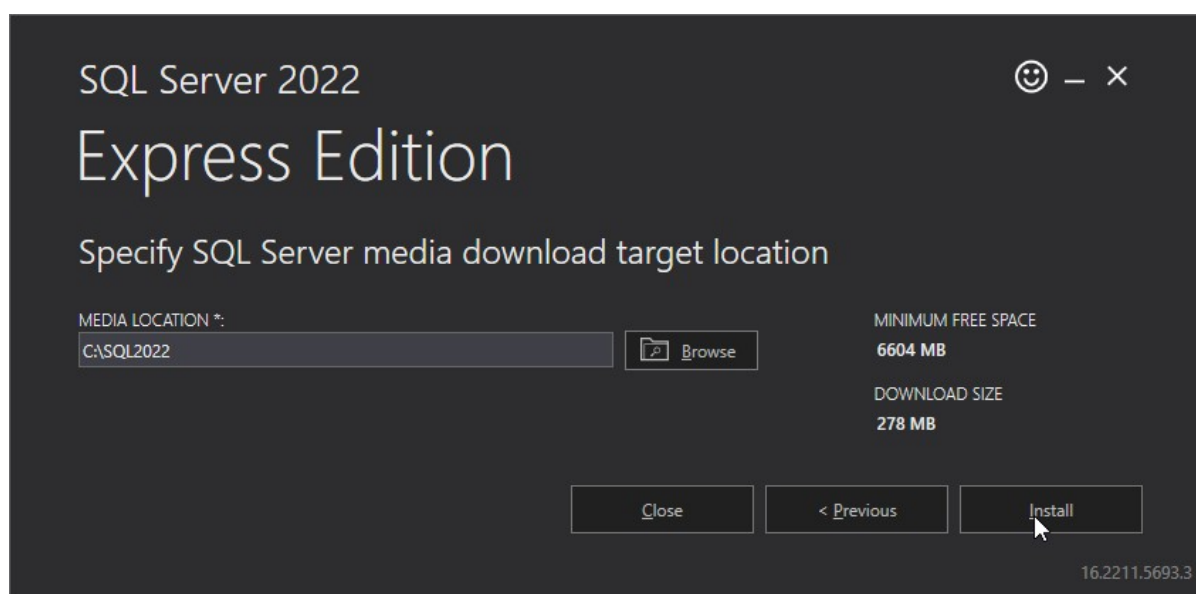 SQL Server 2022
Express Edition
Specify SQL Server media download target location
MEDIA LOCATION *:
C:\SQL2022
Browse
MINIMUM FREE SPACE
6604 MB
DOWNLOAD SIZE
278 MB
Close
< Previous
Install
16.2211.5693.3